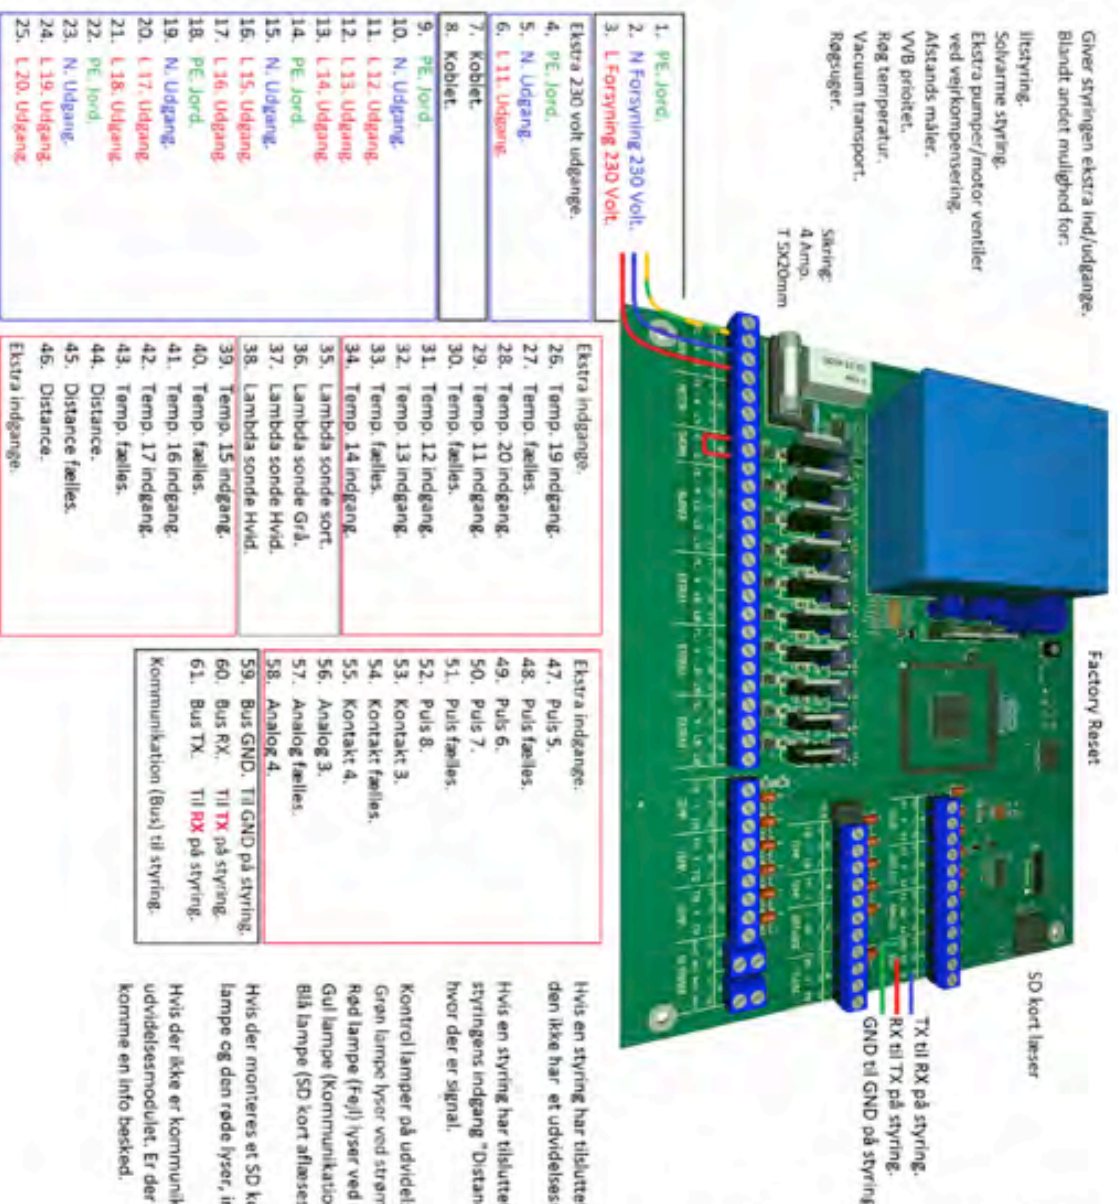 Giver styringen ekstra ind/udgange.
Blandt andet mulighed for:
Iltstyring.
Solvarme styring.
Ekstra pumper/motor ventiler
ved vejrkompensering.
Afstands måler.
VVB prioitet.
Røg temperatur.
Vacuum transport.
Røgsuger.
Sikring:
4 Amp.
T 5X20mm
Factory Reset
SD kort læser
TX til RX på styring.
RX til TX på styring.
GND til GND på styring
1. PE. Jord.
2. N Forsyning 230 Volt.
3. L Forsyning 230 Volt.
Ekstra 230 volt udgange.
4. PE. Jord.
5. N. Udgang.
6. L 11. Udgang.
7. Koblet.
8. Koblet.
9. PE. Jord.
10. N. Udgang.
11. L 12. Udgang.
12. L 13. Udgang.
13. L 14. Udgang.
14. PE. Jord.
15. N. Udgang.
16. L 15. Udgang.
17. L 16. Udgang.
18. PE. Jord.
19. N. Udgang.
20. L 17. Udgang.
21. L 18. Udgang.
22. PE. Jord.
23. N. Udgang.
24. L 19. Udgang.
25. L 20. Udgang.
Ekstra indgange.
26. Temp. 19 indgang.
27. Temp. fælles.
28. Temp. 20 indgang.
29. Temp. 11 indgang.
30. Temp. fælles.
31. Temp. 12 indgang.
32. Temp. 13 indgang.
33. Temp. fælles.
34. Temp. 14 indgang.
35. Lambda sonde sort.
36. Lambda sonde Grå.
37. Lambda sonde Hvid.
38. Lambda sonde Hvid.
39. Temp. 15 indgang.
40. Temp. fælles.
41. Temp. 16 indgang.
42. Temp. 17 indgang.
43. Temp. fælles.
44. Distance.
45. Distance fælles.
46. Distance.
Ekstra indgange.
Ekstra indgange.
47. Puls 5.
48. Puls fælles.
49. Puls 6.
50. Puls 7.
51. Puls fælles.
52. Puls 8.
53. Kontakt 3.
54. Kontakt fælles.
55. Kontakt 4.
56. Analog 3.
57. Analog fælles.
58. Analog 4.
59. Bus GND. Til GND på styring.
60. Bus RX. Til TX på styring.
61. Bus TX. Til RX på styring.
Kommunikation (Bus) til styring.
Hvis en styring har tilslutte
den ikke har et udvidelses
Hvis en styring har tilslutte
styringens indgang "Distan
hvor der er signal.
Kontrol lamper på udvidel
Grøn lampe lyser ved strøm
Rød lampe (Fejl) lyser ved
Gul lampe (Kommunikatio
Blå lampe (SD kort aflæses
Hvis der monteres et SD k
lampe og den røde lyser, i
Hvis der ikke er kommunik
udvidelsesmodulet. Er der
komme en info besked.